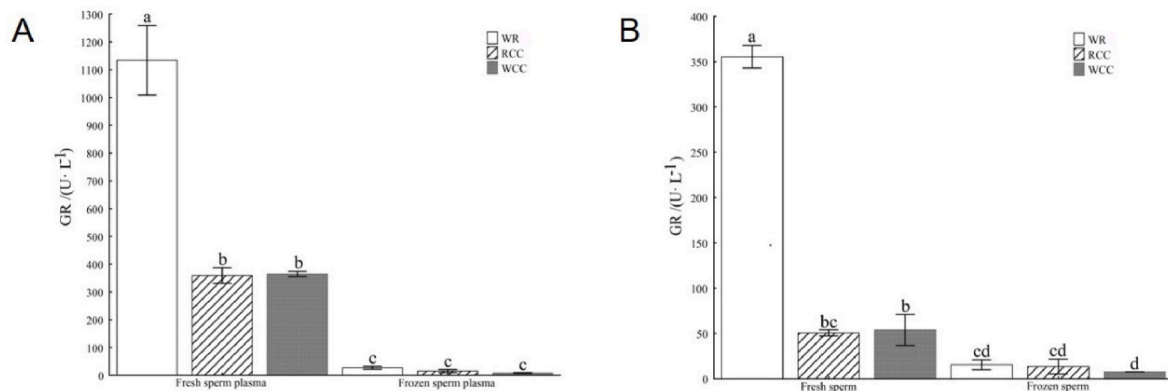 A
GR /(U· L⁻¹)
1300
1200
1100
1000
900
800
700
600
500
400
300
200
100
0
a
b
b
c
c
c
WR
RCC
WCC
Fresh sperm plasma
Frozen sperm plasma
B
GR /(U· L⁻¹)
400
350
300
250
200
150
100
50
0
a
bc
b
cd
cd
d
WR
RCC
WCC
Fresh sperm
Frozen sperm